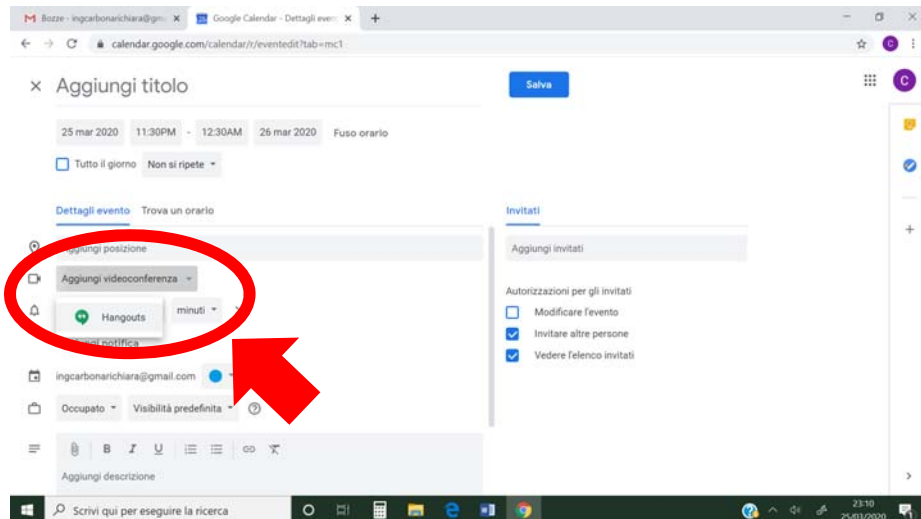 Bozze - ingcarbonarichiara@gm
Google Calendar - Dettagli even
calendar.google.com/calendar/r/eventedit?tab=mc1
C
Aggiungi titolo
Salva
C
25 mar 2020 11:30PM - 12:30AM 26 mar 2020 Fuso orario
Tutto il giorno Non si ripete
Dettagli evento Trova un orario
Invitati
Aggiungi posizione
Aggiungi invitati
Aggiungi videoconferenza
Autorizzazioni per gli invitati
Hangouts
minuti
Modificare l'evento
Invitare altre persone
notifica
Vedere l'elenco invitati
ingcarbonarichiara@gmail.com
Occupato Visibilità predefinita
B I U
Aggiungi descrizione
Scrivi qui per eseguire la ricerca
23:10
25/03/2020